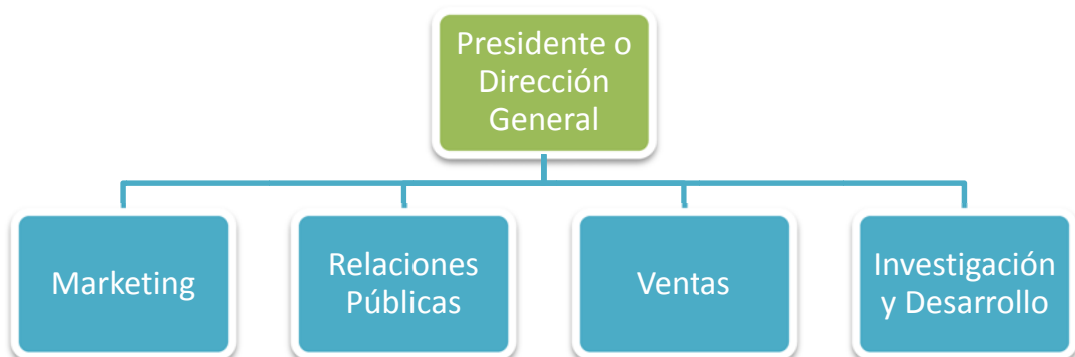 Presidente o
Dirección
General
Marketing
Relaciones
Públicas
Ventas
Investigación
y Desarrollo